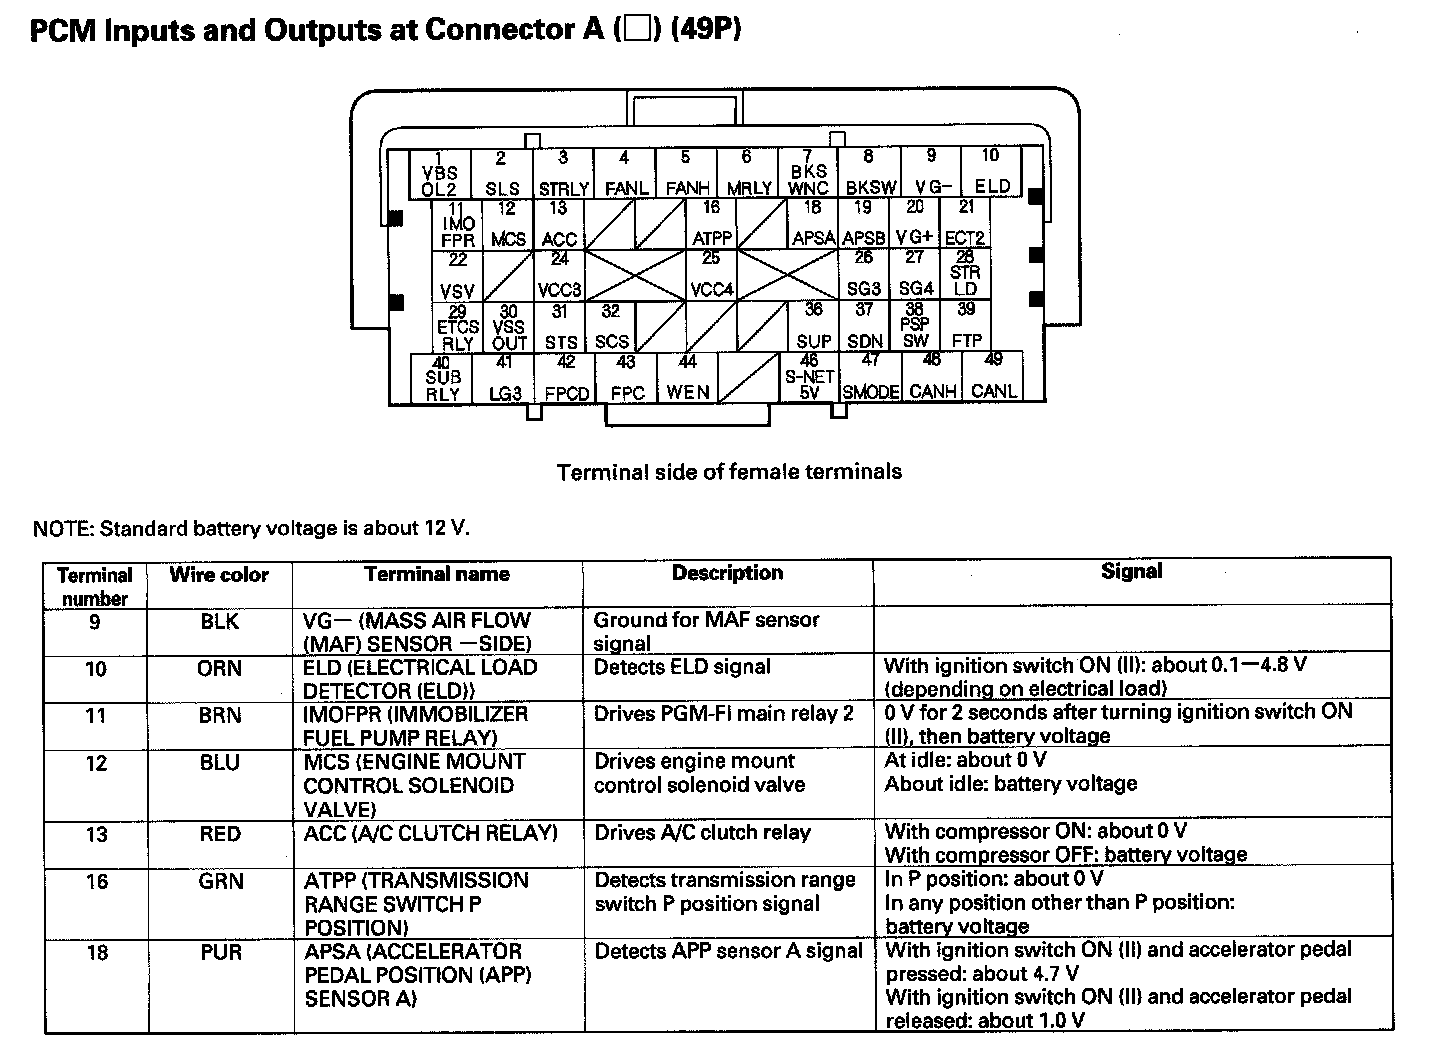 PCM Inputs and Outputs at Connector A (□) (49P)
1 2 3 4 5 6 7 8 9 10
VBS OL2 SLS STRLY FANL FANH MRLY BKS WNC BKSW VG− ELD
11 12 13 16 18 19 20 21
IMO FPR MCS ACC ATPP APSA APSB VG+ ECT2
22 24 25 26 27 28
VSV VCC3 VCC4 SG3 SG4 STR LD
29 30 31 32 36 37 38 39
ETCS RLY VSS OUT STS SCS SUP SDN PSP SW FTP
40 41 42 43 44 46 47 48 49
SUB RLY LG3 FPCD FPC WEN S-NET 5V SMODE CANH CANL
Terminal side of female terminals
NOTE: Standard battery voltage is about 12 V.
Terminal number Wire color Terminal name Description Signal
9 BLK VG− (MASS AIR FLOW (MAF) SENSOR −SIDE) Ground for MAF sensor signal
10 ORN ELD (ELECTRICAL LOAD DETECTOR (ELD)) Detects ELD signal With ignition switch ON (II): about 0.1−4.8 V (depending on electrical load)
11 BRN IMOFPR (IMMOBILIZER FUEL PUMP RELAY) Drives PGM-FI main relay 2 0 V for 2 seconds after turning ignition switch ON (II), then battery voltage
12 BLU MCS (ENGINE MOUNT CONTROL SOLENOID VALVE) Drives engine mount control solenoid valve At idle: about 0 V
About idle: battery voltage
13 RED ACC (A/C CLUTCH RELAY) Drives A/C clutch relay With compressor ON: about 0 V
With compressor OFF: battery voltage
16 GRN ATPP (TRANSMISSION RANGE SWITCH P POSITION) Detects transmission range switch P position signal In P position: about 0 V
In any position other than P position: battery voltage
18 PUR APSA (ACCELERATOR PEDAL POSITION (APP) SENSOR A) Detects APP sensor A signal With ignition switch ON (II) and accelerator pedal pressed: about 4.7 V
With ignition switch ON (II) and accelerator pedal released: about 1.0 V